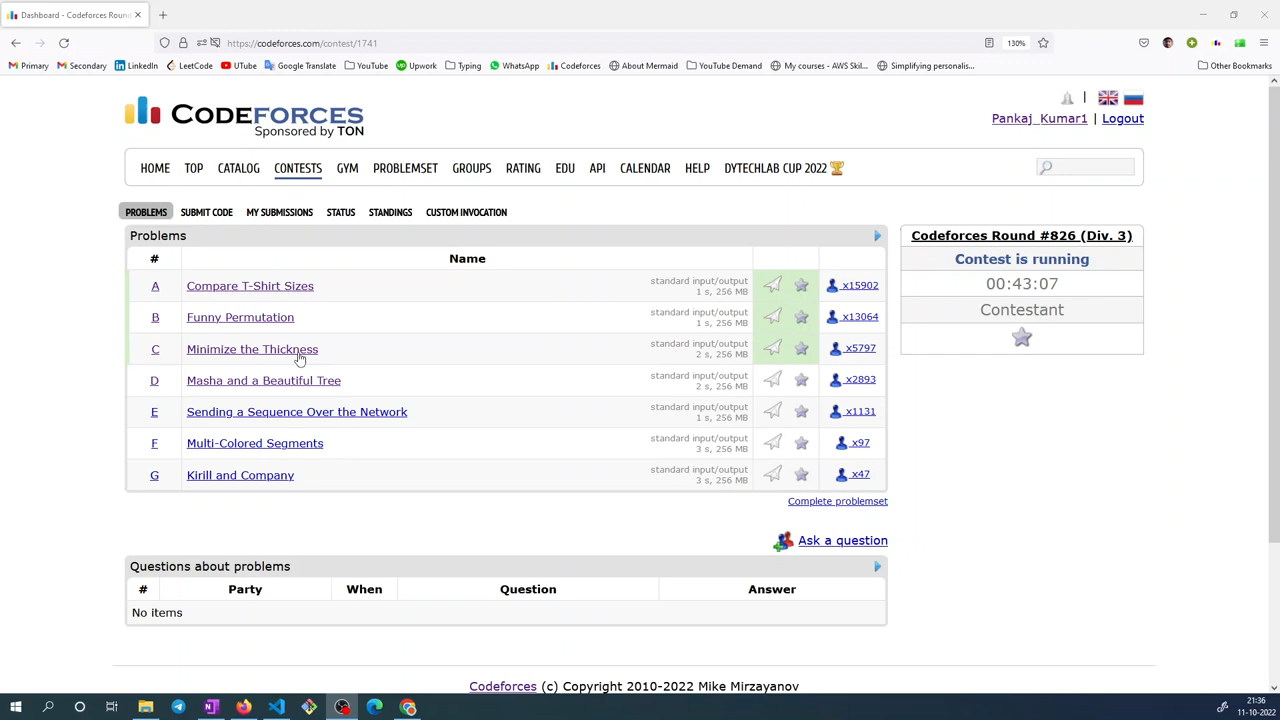 Dashboard - Codeforces Roun
https://codeforces.com/contest/1741
130%
Primary Secondary LinkedIn LeetCode UTube Google Translate YouTube Upwork Typing WhatsApp Codeforces About Mermaid YouTube Demand My courses - AWS Skil... Simplifying personalis... Other Bookmarks
CODEFORCES
Sponsored by TON
Pankaj_Kumar1 | Logout
HOME TOP CATALOG CONTESTS GYM PROBLEMSET GROUPS RATING EDU API CALENDAR HELP DYTECHLAB CUP 2022
PROBLEMS SUBMIT CODE MY SUBMISSIONS STATUS STANDINGS CUSTOM INVOCATION
Problems
# Name
A Compare T-Shirt Sizes standard input/output 1 s, 256 MB x15902
B Funny Permutation standard input/output 1 s, 256 MB x13064
C Minimize the Thickness standard input/output 2 s, 256 MB x5797
D Masha and a Beautiful Tree standard input/output 2 s, 256 MB x2893
E Sending a Sequence Over the Network standard input/output 1 s, 256 MB x1131
F Multi-Colored Segments standard input/output 3 s, 256 MB x97
G Kirill and Company standard input/output 3 s, 256 MB x47
Complete problemset
Codeforces Round #826 (Div. 3)
Contest is running
00:43:07
Contestant
Ask a question
Questions about problems
# Party When Question Answer
No items
Codeforces (c) Copyright 2010-2022 Mike Mirzayanov
21:36
11-10-2022